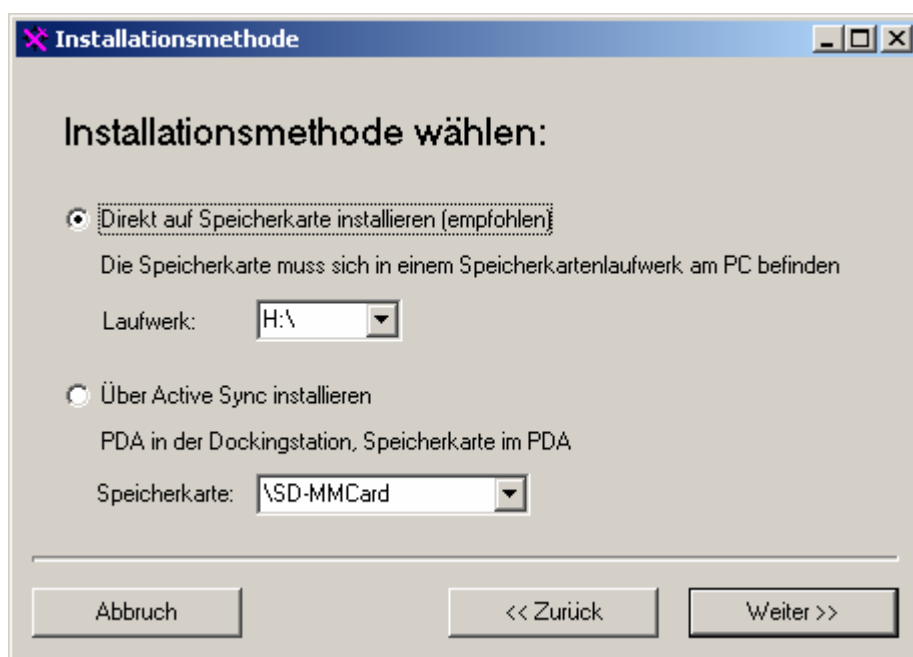 Installationsmethode
Installationsmethode wählen:
Direkt auf Speicherkarte installieren (empfohlen)
Die Speicherkarte muss sich in einem Speicherkartenlaufwerk am PC befinden
Laufwerk: H:\
Über Active Sync installieren
PDA in der Dockingstation, Speicherkarte im PDA
Speicherkarte: \SD-MMCard
Abbruch << Zurück Weiter >>